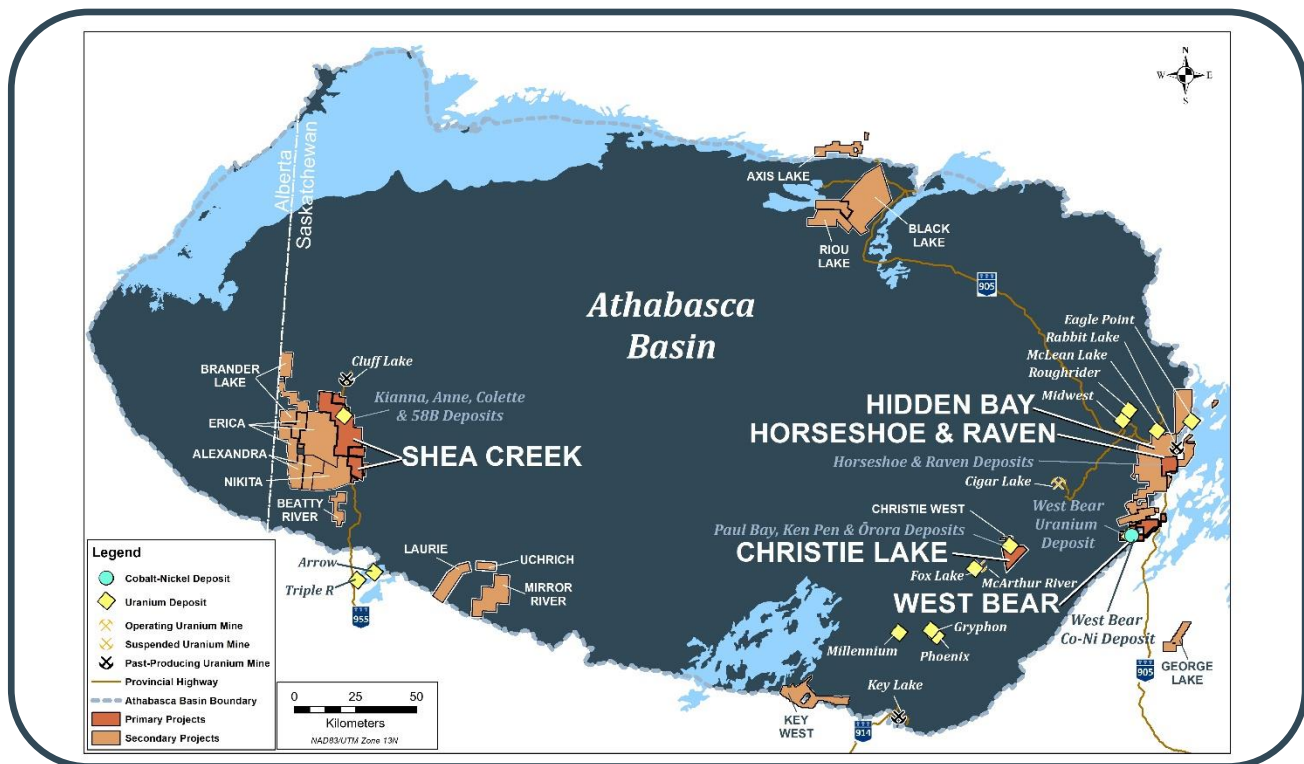 N
W E
S
Alberta
Saskatchewan
AXIS LAKE
BLACK
LAKE
RIOU
LAKE
905
Athabasca
Basin
Eagle Point
Rabbit Lake
McLean Lake
Roughrider
Midwest
BRANDER
LAKE
Cluff Lake
Kianna, Anne, Colette
& 58B Deposits
ERICA
SHEA CREEK
ALEXANDRA
NIKITA
BEATTY
RIVER
HIDDEN BAY
HORSESHOE & RAVEN
Horseshoe & Raven Deposits
Cigar Lake
West Bear
Uranium
Deposit
CHRISTIE WEST
Paul Bay, Ken Pen & Ōrora Deposits
CHRISTIE LAKE
Fox Lake
McArthur River
WEST BEAR
West Bear
Co-Ni Deposit
Arrow
Triple R
955
LAURIE
UCHRICH
MIRROR
RIVER
Gryphon
Millennium
Phoenix
GEORGE
LAKE
905
KEY
WEST
Key Lake
914
Legend
Cobalt-Nickel Deposit
Uranium Deposit
Operating Uranium Mine
Suspended Uranium Mine
Past-Producing Uranium Mine
Provincial Highway
Athabasca Basin Boundary
Primary Projects
Secondary Projects
0 25 50
Kilometers
NAD83/UTM Zone 13N